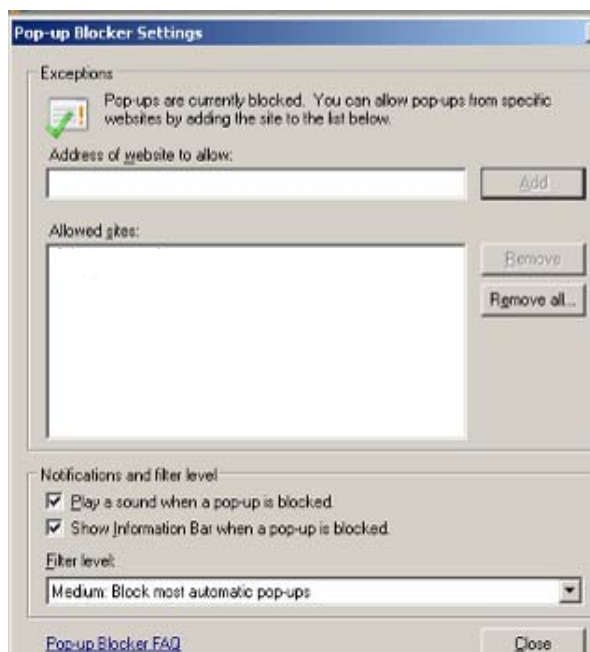 Pop-up Blocker Settings
Exceptions
Pop-ups are currently blocked. You can allow pop-ups from specific
websites by adding the site to the list below.
Address of website to allow:
Add
Allowed sites:
Remove
Remove all...
Notifications and filter level
Play a sound when a pop-up is blocked.
Show Information Bar when a pop-up is blocked.
Filter level:
Medium: Block most automatic pop-ups
Pop-up Blocker FAQ
Close